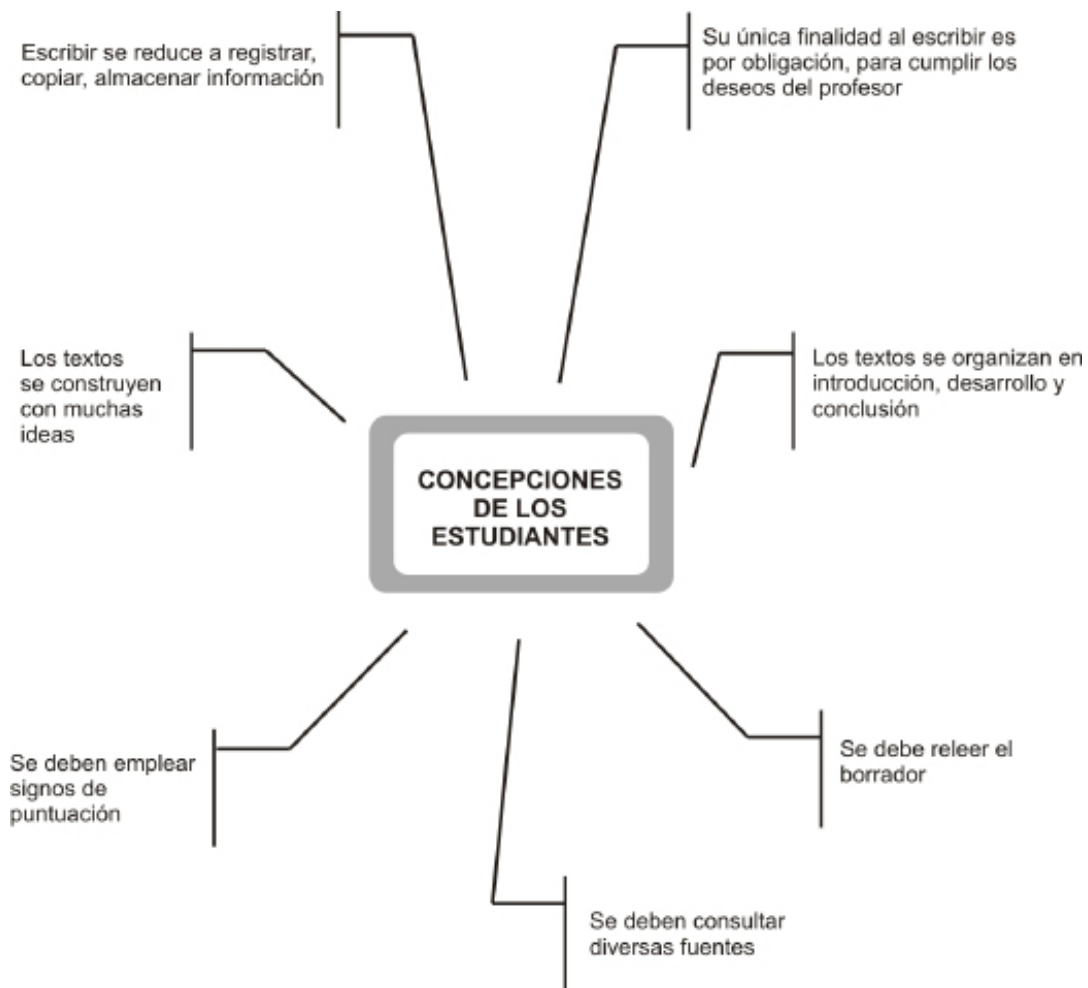 Escribir se reduce a registrar,
copiar, almacenar información
Su única finalidad al escribir es
por obligación, para cumplir los
deseos del profesor
Los textos
se construyen
con muchas
ideas
Los textos se organizan en
introducción, desarrollo y
conclusión
CONCEPCIONES
DE LOS
ESTUDIANTES
Se deben emplear
signos de
puntuación
Se debe releer el
borrador
Se deben consultar
diversas fuentes